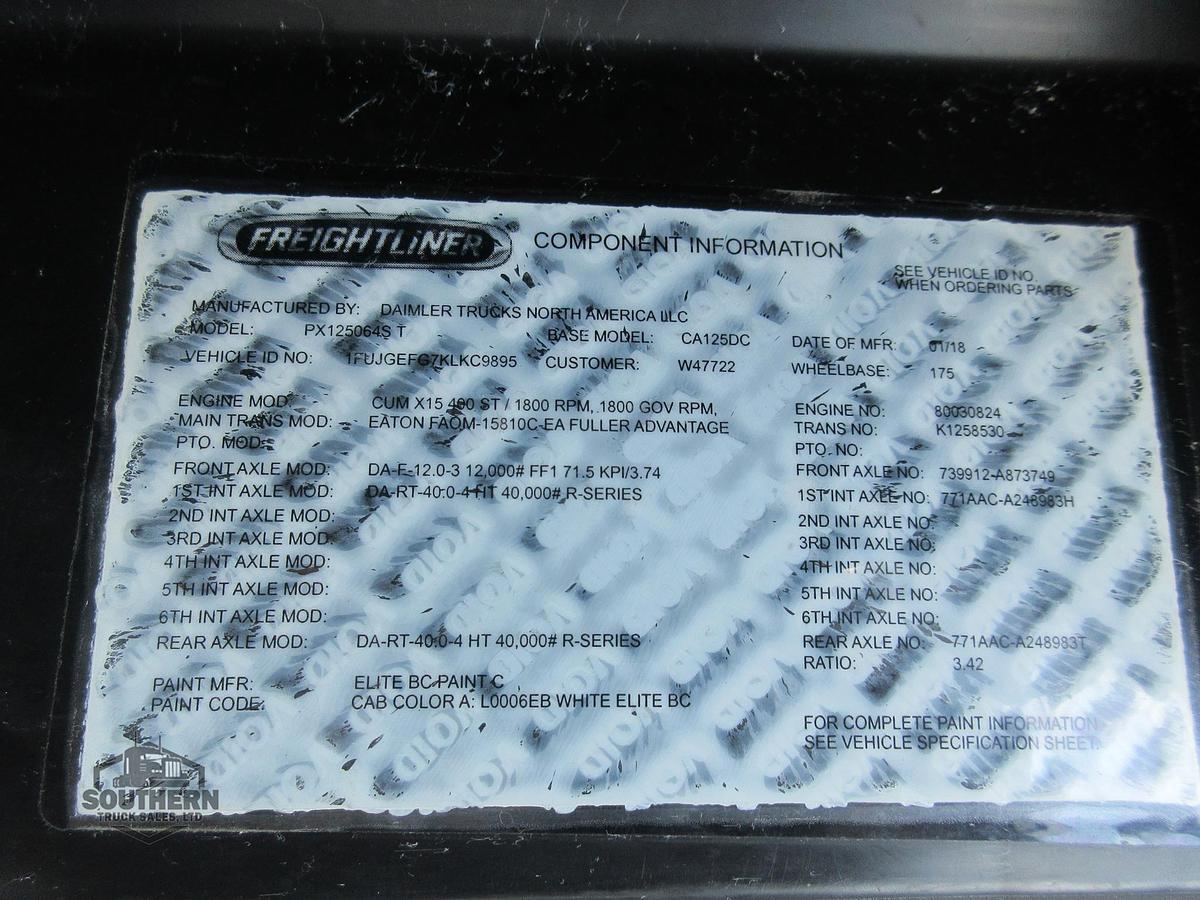 FREIGHTLINER COMPONENT INFORMATION
SEE VEHICLE ID NO.
WHEN ORDERING PARTS
MANUFACTURED BY: DAIMLER TRUCKS NORTH AMERICA LLC
MODEL: PX125064S T BASE MODEL: CA125DC DATE OF MFR: 01/18
VEHICLE ID NO: 1FUJGEFG7KLKC9895 CUSTOMER: W47722 WHEELBASE: 175
ENGINE MOD: CUM X15 400 ST / 1800 RPM, 1800 GOV RPM, ENGINE NO: 80030824
MAIN TRANS MOD: EATON FAOM-15810C-EA FULLER ADVANTAGE TRANS NO: K1258530
PTO. MOD: PTO. NO:
FRONT AXLE MOD: DA-F-12.0-3 12,000# FF1 71.5 KPI/3.74 FRONT AXLE NO: 739912-A873749
1ST INT AXLE MOD: DA-RT-40.0-4 HT 40,000# R-SERIES 1ST INT AXLE NO: 771AAC-A248983H
2ND INT AXLE MOD: 2ND INT AXLE NO:
3RD INT AXLE MOD: 3RD INT AXLE NO:
4TH INT AXLE MOD: 4TH INT AXLE NO:
5TH INT AXLE MOD: 5TH INT AXLE NO:
6TH INT AXLE MOD: 6TH INT AXLE NO:
REAR AXLE MOD: DA-RT-40.0-4 HT 40,000# R-SERIES REAR AXLE NO: 771AAC-A248983T
RATIO: 3.42
PAINT MFR: ELITE BC PAINT C
PAINT CODE: CAB COLOR A: L0006EB WHITE ELITE BC
FOR COMPLETE PAINT INFORMATION
SEE VEHICLE SPECIFICATION SHEET.
SOUTHERN
TRUCK SALES, LTD